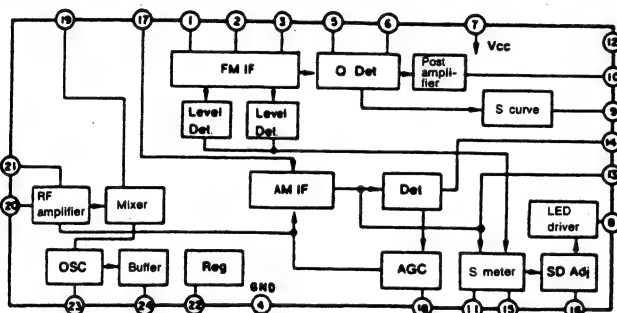 19 17 1 2 3 5 6 7
12
Vcc
FM IF
Q Det
Post
ampli-
fier
10
Level
Det.
Level
Det.
S curve
9
14
21
AM IF
Det
13
20
RF
amplifier
Mixer
LED
driver
8
OSC
Buffer
Reg
GND
AGC
S meter
SD Adj
23 24 22 4 18 11 15 16